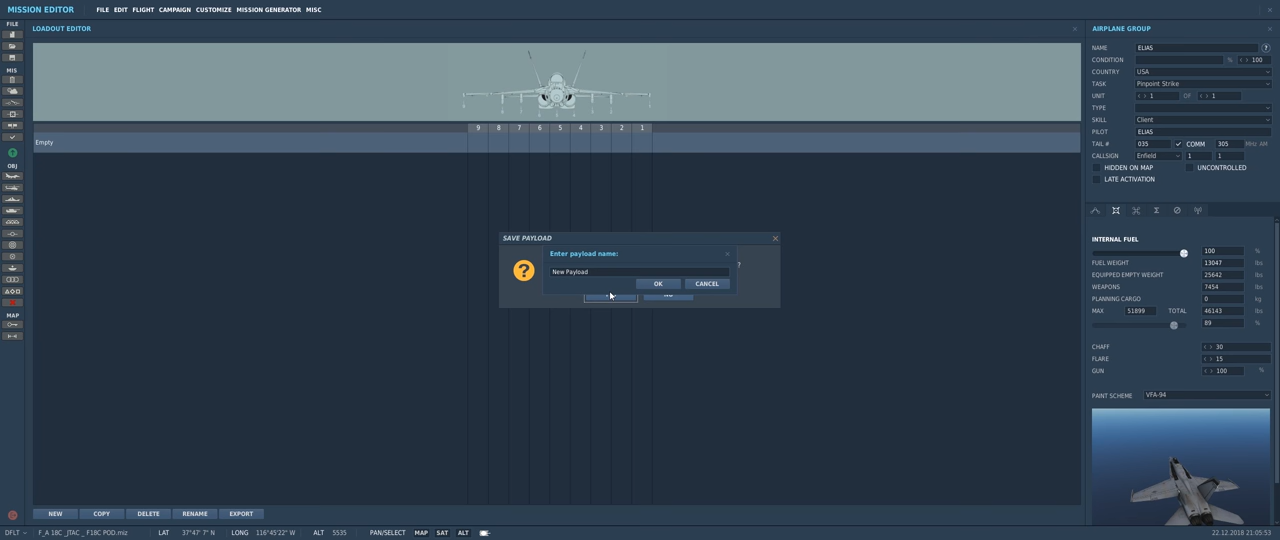 MISSION EDITOR
FILE EDIT FLIGHT CAMPAIGN CUSTOMIZE MISSION GENERATOR MISC
FILE
MIS
OBJ
MAP
LOADOUT EDITOR
9 8 7 6 5 4 3 2 1
Empty
SAVE PAYLOAD
Enter payload name:
?
New Payload
OK CANCEL
NEW COPY DELETE RENAME EXPORT
AIRPLANE GROUP
NAME ELIAS ?
CONDITION % < > 100
COUNTRY USA
TASK Pinpoint Strike
UNIT < > 1 OF < > 1
TYPE
SKILL Client
PILOT ELIAS
TAIL # 035 COMM 305 MHz AM
CALLSIGN Enfield 1 1
HIDDEN ON MAP UNCONTROLLED
LATE ACTIVATION
INTERNAL FUEL
100 %
FUEL WEIGHT 13047 lbs
EQUIPPED EMPTY WEIGHT 25642 lbs
WEAPONS 7454 lbs
PLANNING CARGO 0 kg
MAX 51899 TOTAL 46143 lbs
89 %
CHAFF < > 30
FLARE < > 15
GUN < > 100 %
PAINT SCHEME VFA-94
DFLT F_A 18C _JTAC _ F18C POD.miz LAT 37°47' 7" N LONG 116°45'22" W ALT 5535 PAN/SELECT MAP SAT ALT 22.12.2018 21:05:53